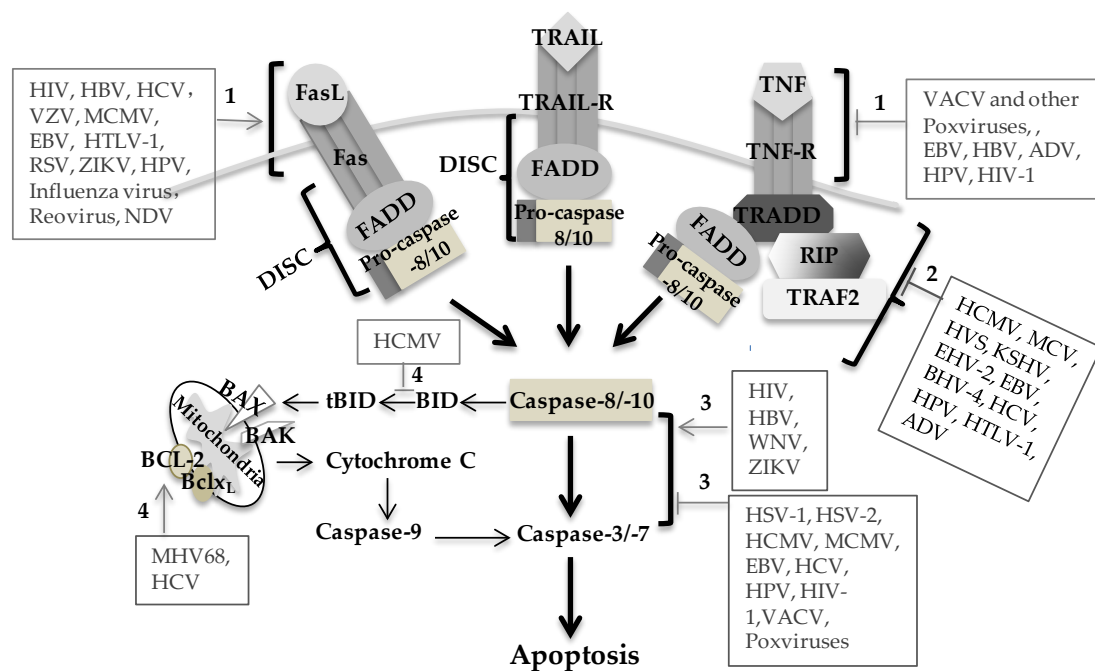 HIV, HBV, HCV,
VZV, MCMV,
EBV, HTLV-1,
RSV, ZIKV, HPV,
Influenza virus,
Reovirus, NDV
1
FasL
Fas
FADD
Pro-caspase
-8/10
DISC
TRAIL
TRAIL-R
DISC
FADD
Pro-caspase
8/10
TNF
TNF-R
TRADD
FADD
Pro-caspase
-8/10
RIP
TRAF2
1
VACV and other
Poxviruses, ,
EBV, HBV, ADV,
HPV, HIV-1
2
HCMV, MCV,
HVS, KSHV,
EHV-2, EBV,
BHV-4, HCV,
HPV, HTLV-1,
ADV
HCMV
4
BAX
BAK
Mitochondria
BCL-2
BclxL
tBID
BID
Caspase-8/-10
3
HIV,
HBV,
WNV,
ZIKV
Cytochrome C
4
MHV68,
HCV
Caspase-9
Caspase-3/-7
3
HSV-1, HSV-2,
HCMV, MCMV,
EBV, HCV,
HPV, HIV-
1,VACV,
Poxviruses
Apoptosis